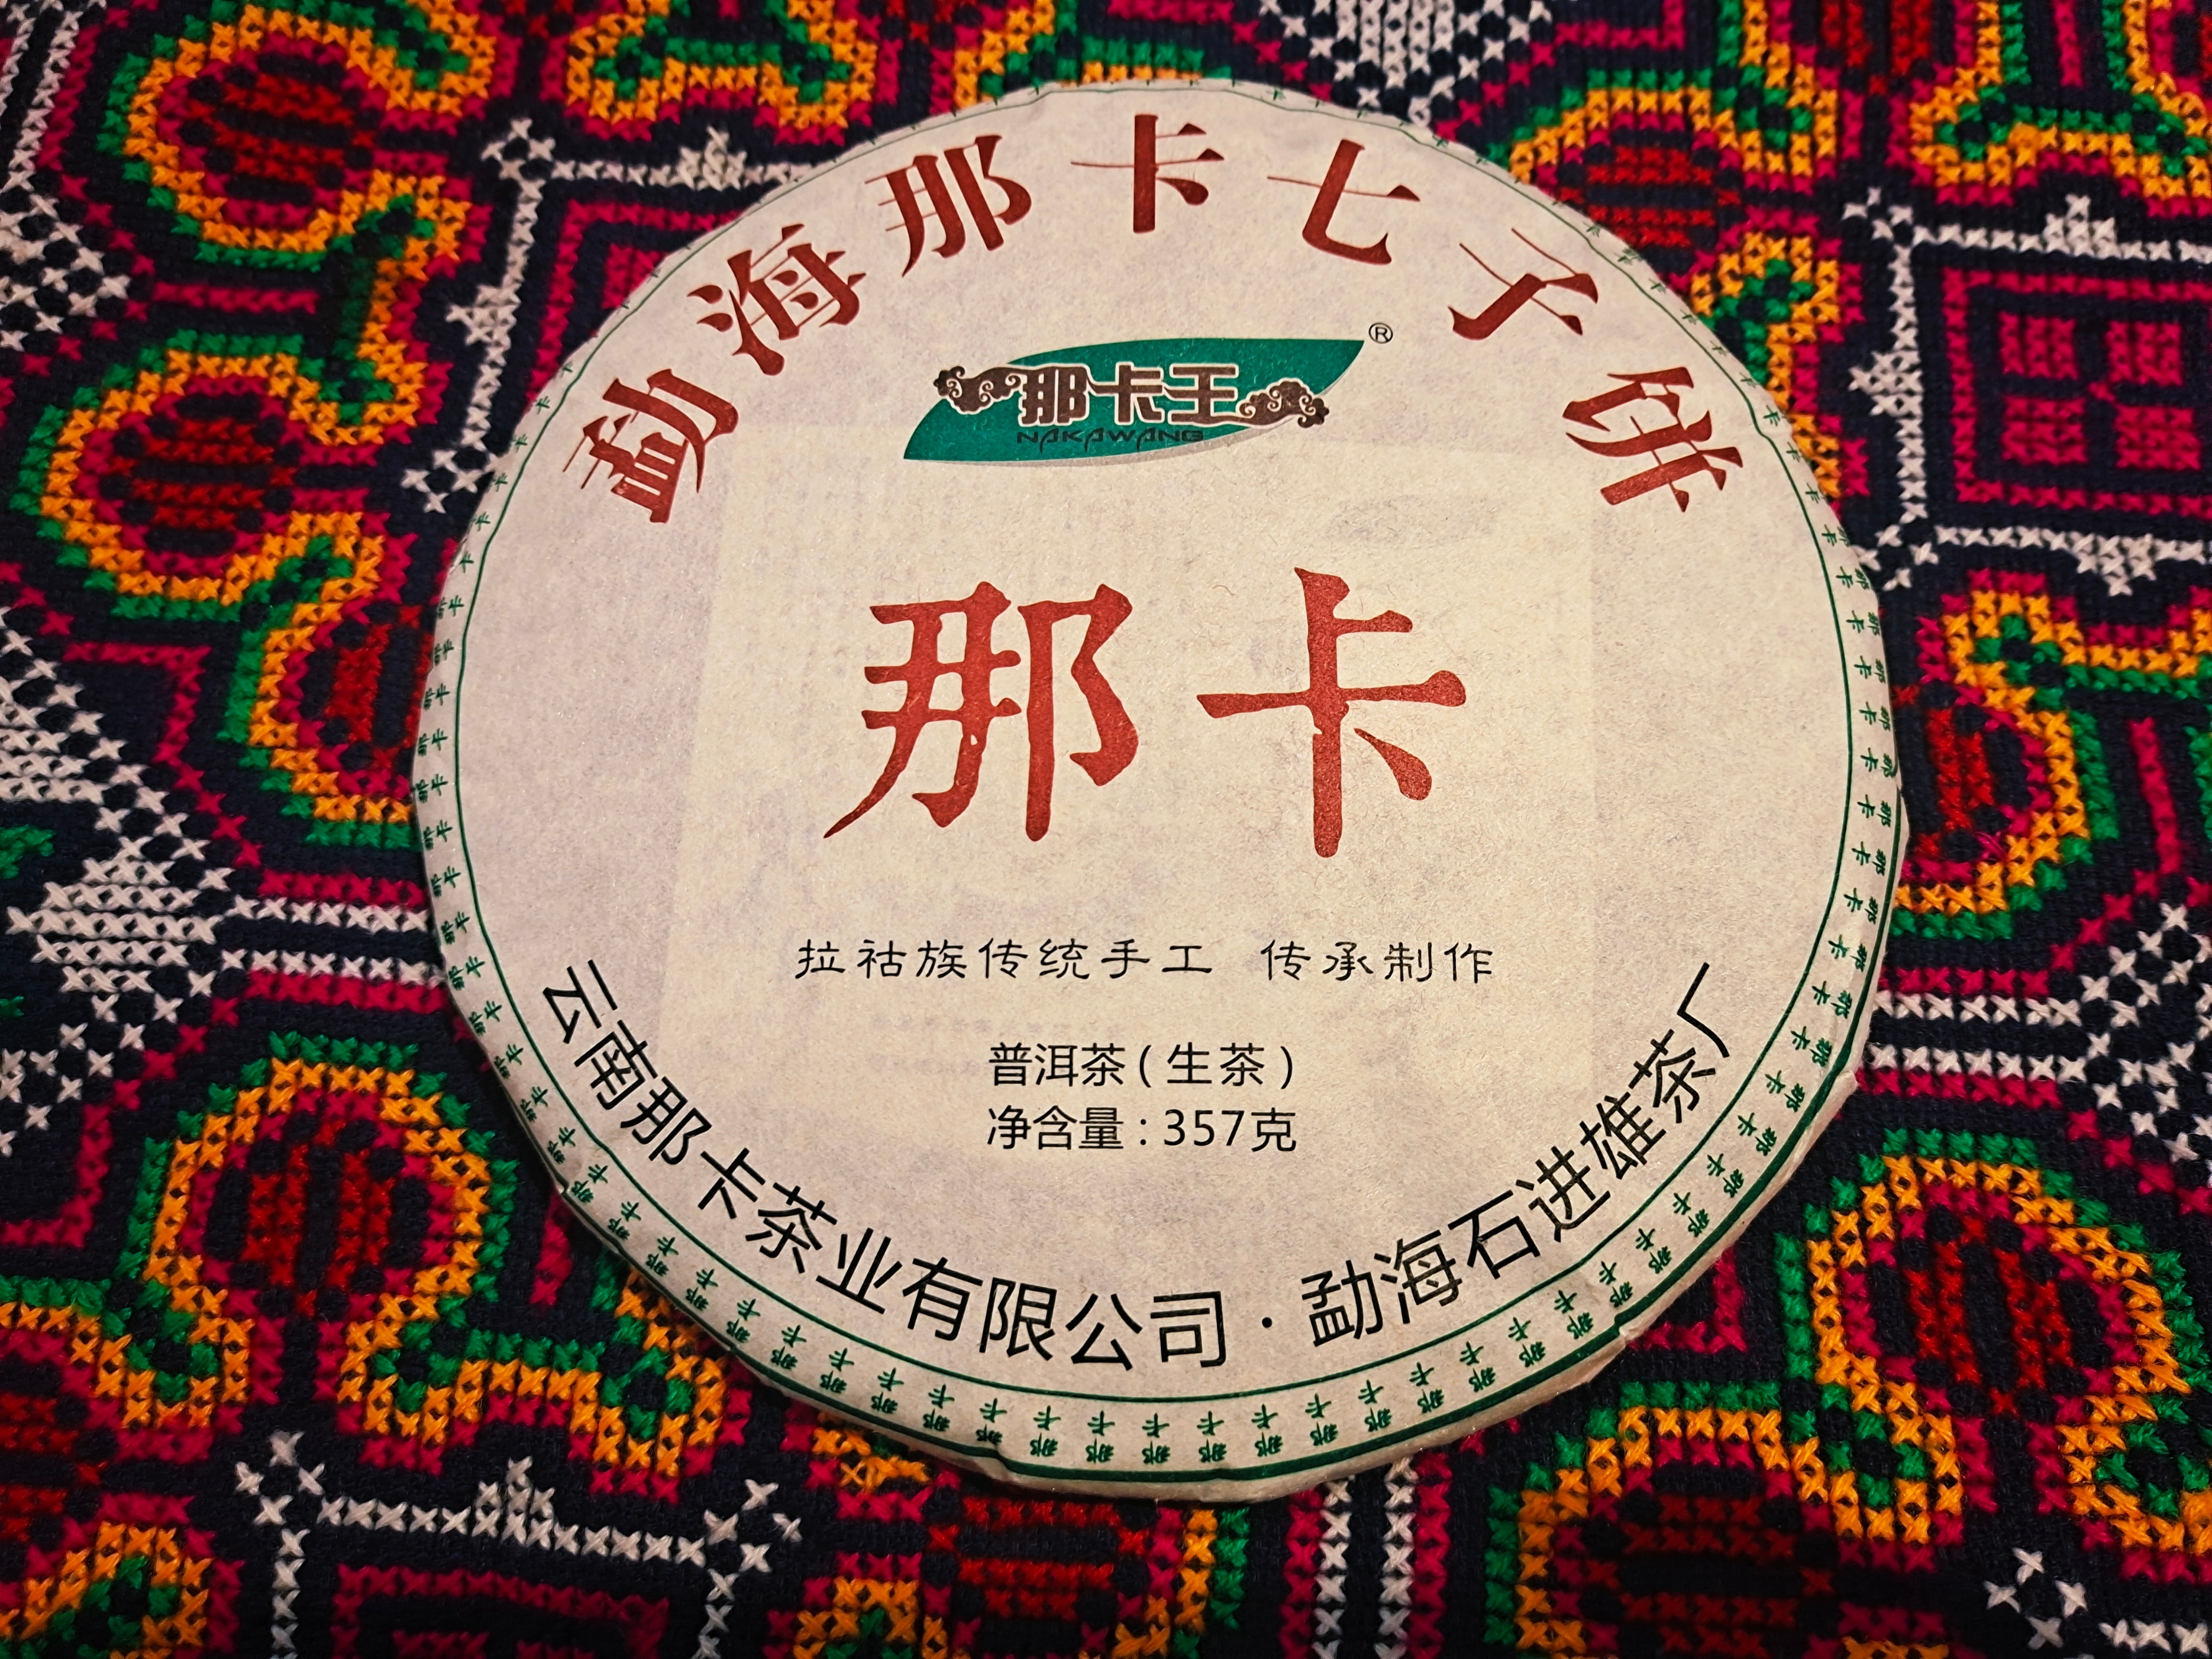 勐海那卡七子饼
®
那卡王
NAKAWANG
那卡
拉祜族传统手工 传承制作
普洱茶(生茶)
净含量:357克
云南那卡茶业有限公司·勐海石进雄茶厂